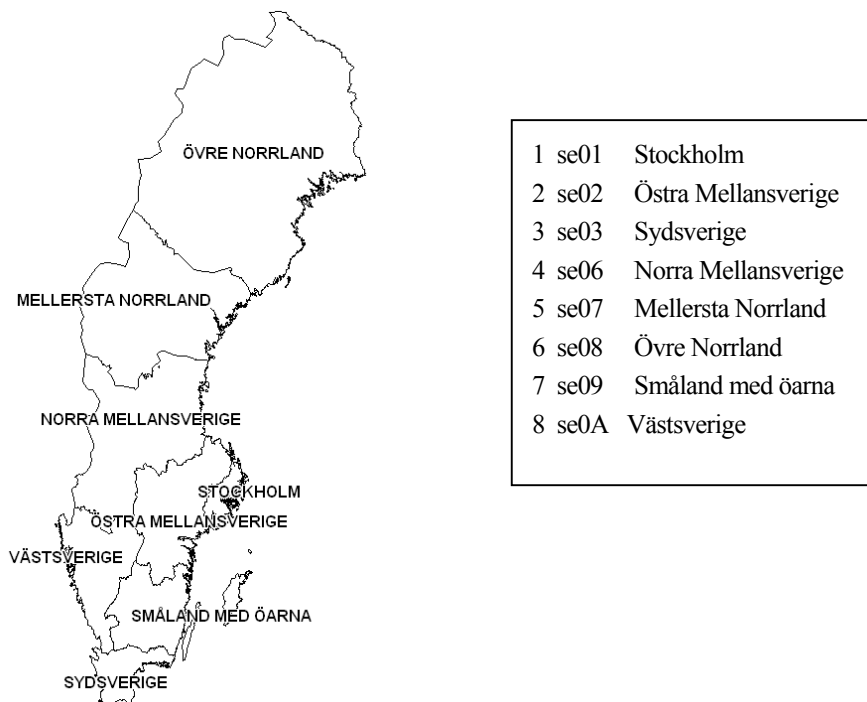 ÖVRE NORRLAND
MELLERSTA NORRLAND
NORRA MELLANSVERIGE
STOCKHOLM
ÖSTRA MELLANSVERIGE
VÄSTSVERIGE
SMÅLAND MED ÖARNA
SYDSVERIGE
1 se01 Stockholm
2 se02 Östra Mellansverige
3 se03 Sydsverige
4 se06 Norra Mellansverige
5 se07 Mellersta Norrland
6 se08 Övre Norrland
7 se09 Småland med öarna
8 se0A Västsverige